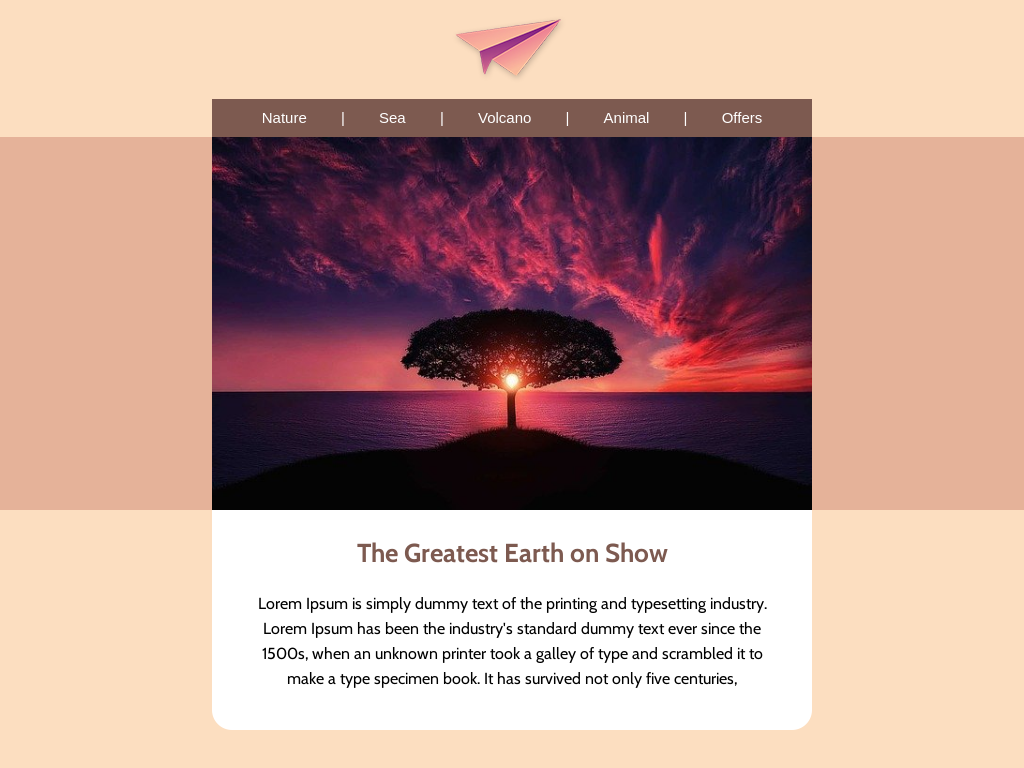 Nature | Sea | Volcano | Animal | Offers
The Greatest Earth on Show
Lorem Ipsum is simply dummy text of the printing and typesetting industry.
Lorem Ipsum has been the industry's standard dummy text ever since the
1500s, when an unknown printer took a galley of type and scrambled it to
make a type specimen book. It has survived not only five centuries,